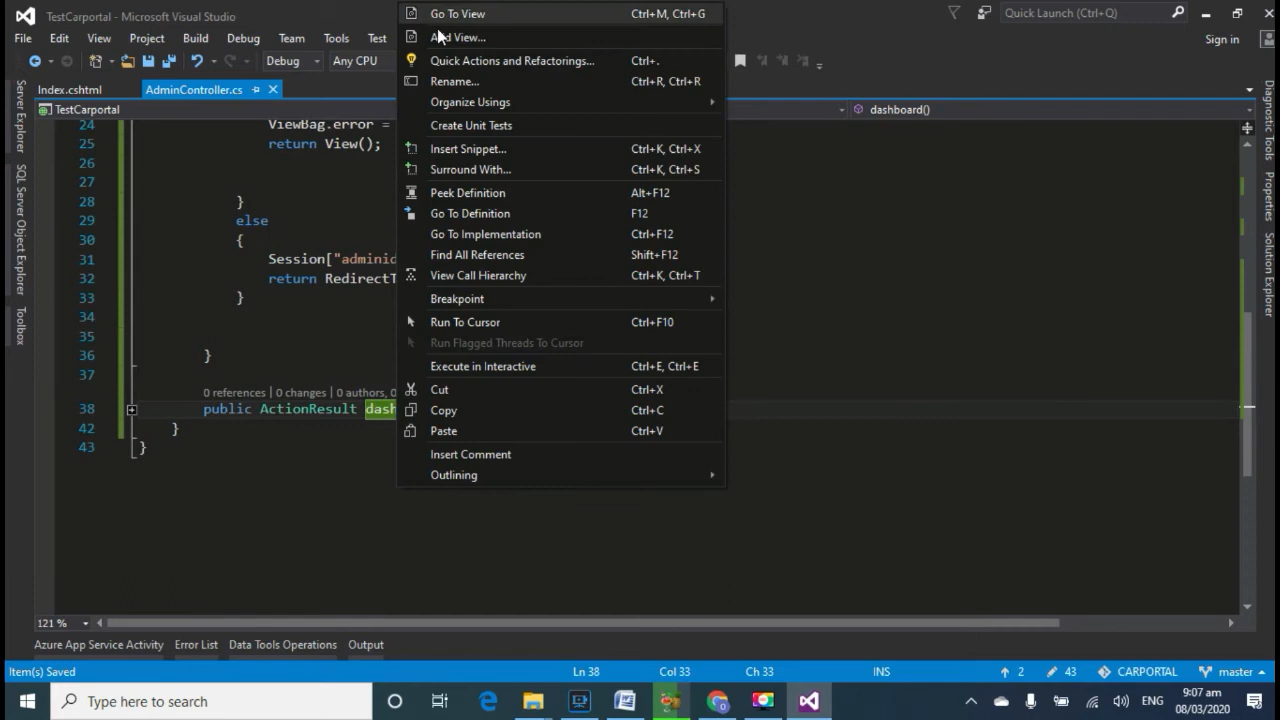 TestCarportal - Microsoft Visual Studio
Quick Launch (Ctrl+Q)
File Edit View Project Build Debug Team Tools Test
Sign in
Debug Any CPU
Index.cshtml AdminController.cs
TestCarportal dashboard()
Go To View Ctrl+M, Ctrl+G
Add View...
Quick Actions and Refactorings... Ctrl+.
Rename... Ctrl+R, Ctrl+R
Organize Usings
Create Unit Tests
Insert Snippet... Ctrl+K, Ctrl+X
Surround With... Ctrl+K, Ctrl+S
Peek Definition Alt+F12
Go To Definition F12
Go To Implementation Ctrl+F12
Find All References Shift+F12
View Call Hierarchy Ctrl+K, Ctrl+T
Breakpoint
Run To Cursor Ctrl+F10
Run Flagged Threads To Cursor
Execute in Interactive Ctrl+E, Ctrl+E
Cut Ctrl+X
Copy Ctrl+C
Paste Ctrl+V
Insert Comment
Outlining
24 ViewBag.error =
25 return View();
26
27
28 }
29 else
30 {
31 Session["adminid
32 return RedirectT
33 }
34
35
36 }
37
0 references | 0 changes | 0 authors, 0
38 public ActionResult dash
42 }
43 }
Server Explorer
SQL Server Object Explorer
Toolbox
Diagnostic Tools
Properties
Solution Explorer
121 %
Azure App Service Activity Error List Data Tools Operations Output
Item(s) Saved Ln 38 Col 33 Ch 33 INS 2 43 CARPORTAL master
Type here to search
ENG
9:07 am
08/03/2020